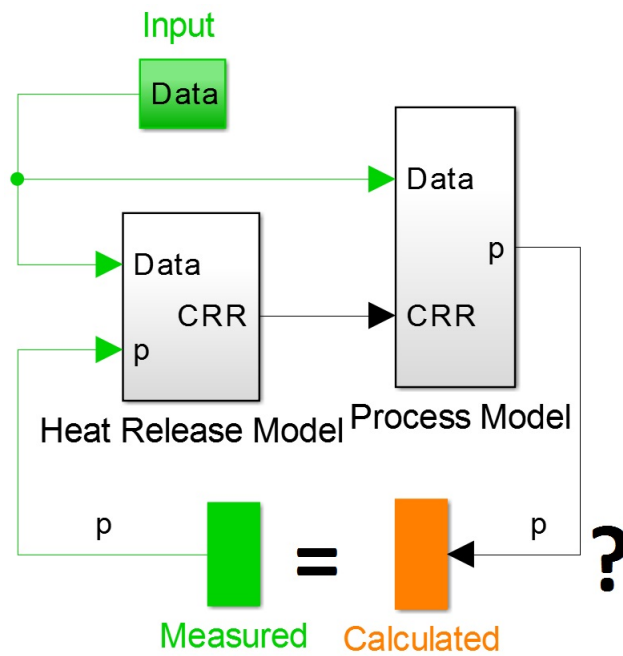 Input
Data
Data
Data
p
CRR
CRR
p
Heat Release Model
Process Model
p
=
p
?
Measured
Calculated